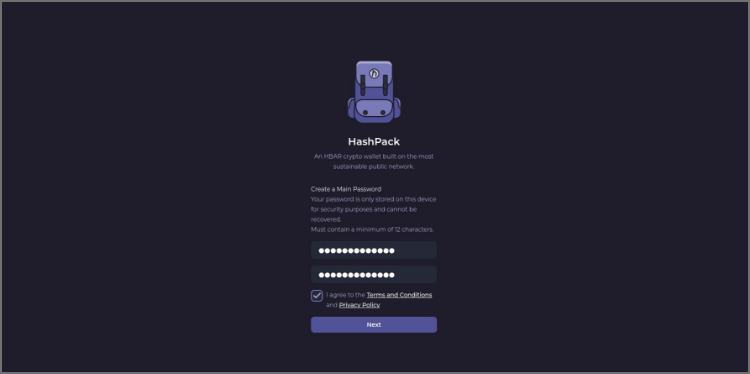 HashPack
An HBAR crypto wallet built on the most
sustainable public network.
Create a Main Password
Your password is only stored on this device
for security purposes and cannot be
recovered.
Must contain a minimum of 12 characters.
●●●●●●●●●●●●●
●●●●●●●●●●●●●
I agree to the Terms and Conditions
and Privacy Policy
Next